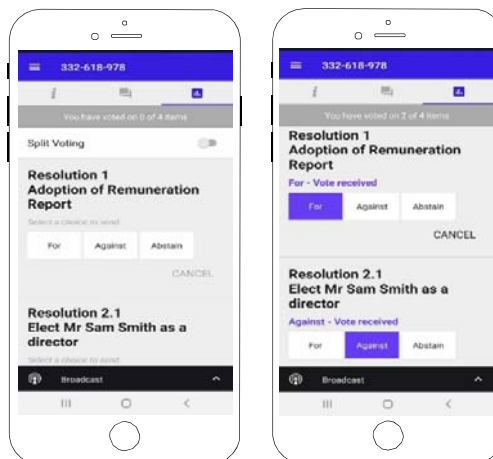 332-618-978
You have voted on 0 of 4 items
Split Voting
Resolution 1
Adoption of Remuneration
Report
Select a choice to send
For Against Abstain
CANCEL
Resolution 2.1
Elect Mr Sam Smith as a
director
Select a choice to send
Broadcast
332-618-978
You have voted on 2 of 4 items
Resolution 1
Adoption of Remuneration
Report
For - Vote received
For Against Abstain
CANCEL
Resolution 2.1
Elect Mr Sam Smith as a
director
Against - Vote received
For Against Abstain
Broadcast